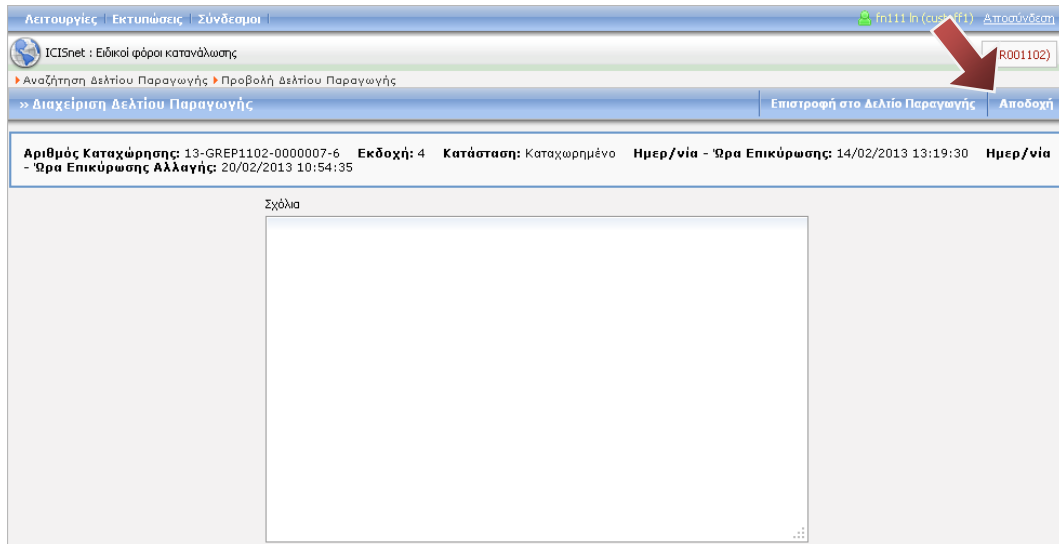 Λειτουργίες | Εκτυπώσεις | Σύνδεσμοι |
fn111 ln (custoff1) Αποσύνδεση
ICISnet : Ειδικοί φόροι κατανάλωσης
R001102)
Αναζήτηση Δελτίου Παραγωγής Προβολή Δελτίου Παραγωγής
» Διαχείριση Δελτίου Παραγωγής
Επιστροφή στο Δελτίο Παραγωγής
Αποδοχή
Αριθμός Καταχώρησης: 13-GREP1102-0000007-6 Εκδοχή: 4 Κατάσταση: Καταχωρημένο Ημερ/νία - Ώρα Επικύρωσης: 14/02/2013 13:19:30 Ημερ/νία
- Ώρα Επικύρωσης Αλλαγής: 20/02/2013 10:54:35
Σχόλια